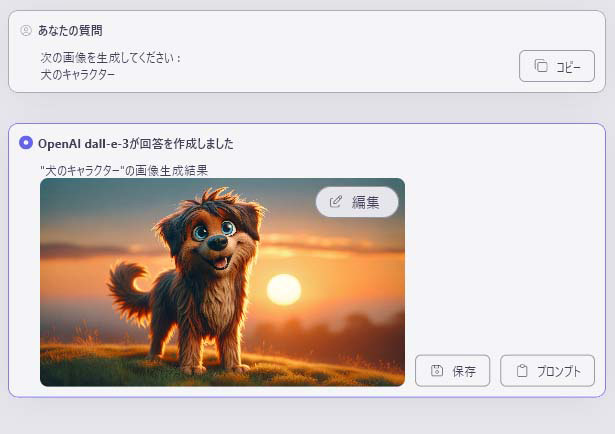 あなたの質問
次の画像を生成してください：
犬のキャラクター
コピー
OpenAI dall-e-3が回答を作成しました
"犬のキャラクター"の画像生成結果
編集
保存
プロンプト